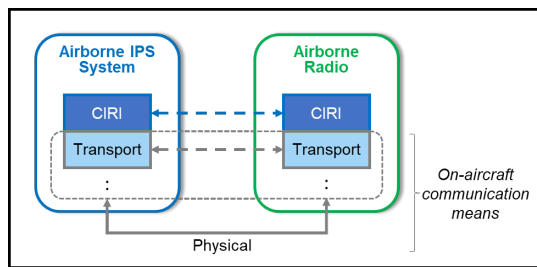 Airborne IPS
System
Airborne
Radio
CIRI
CIRI
Transport
Transport
:
:
Physical
On-aircraft
communication
means